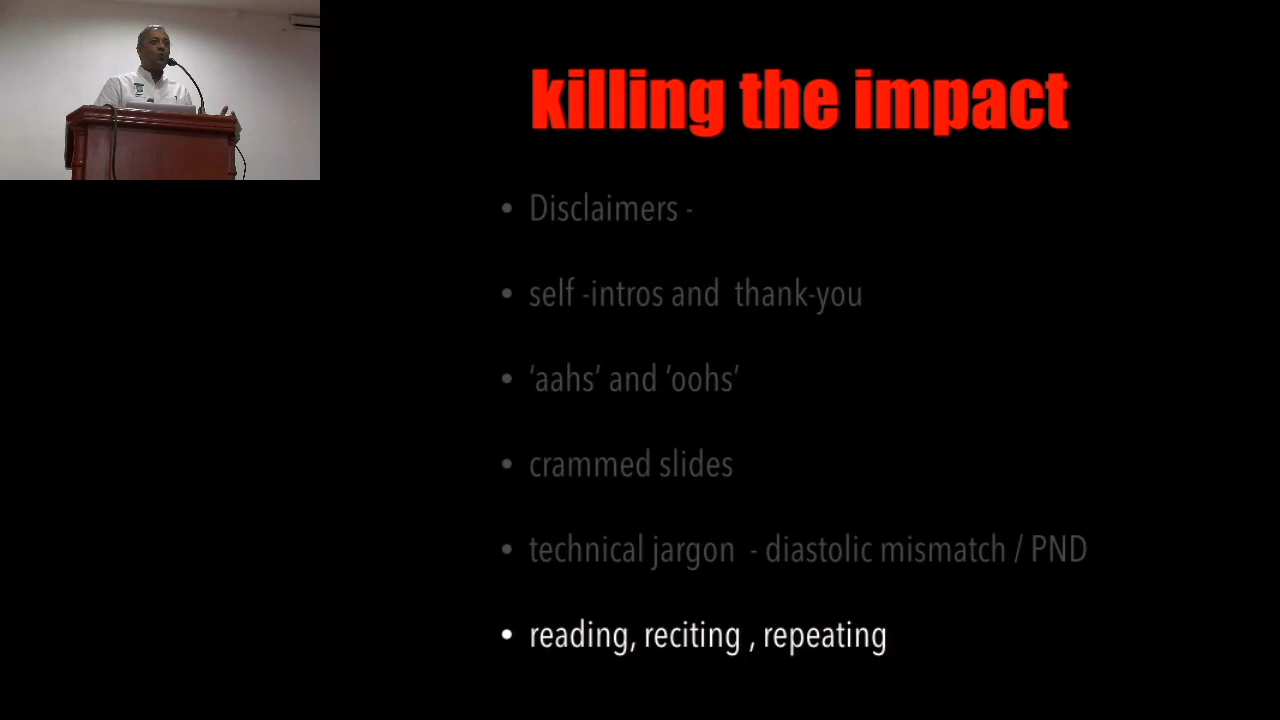 killing the impact
• Disclaimers -
• self -intros and  thank-you
• ‘aahs’ and ‘oohs’
• crammed slides
• technical jargon  - diastolic mismatch / PND
• reading, reciting , repeating